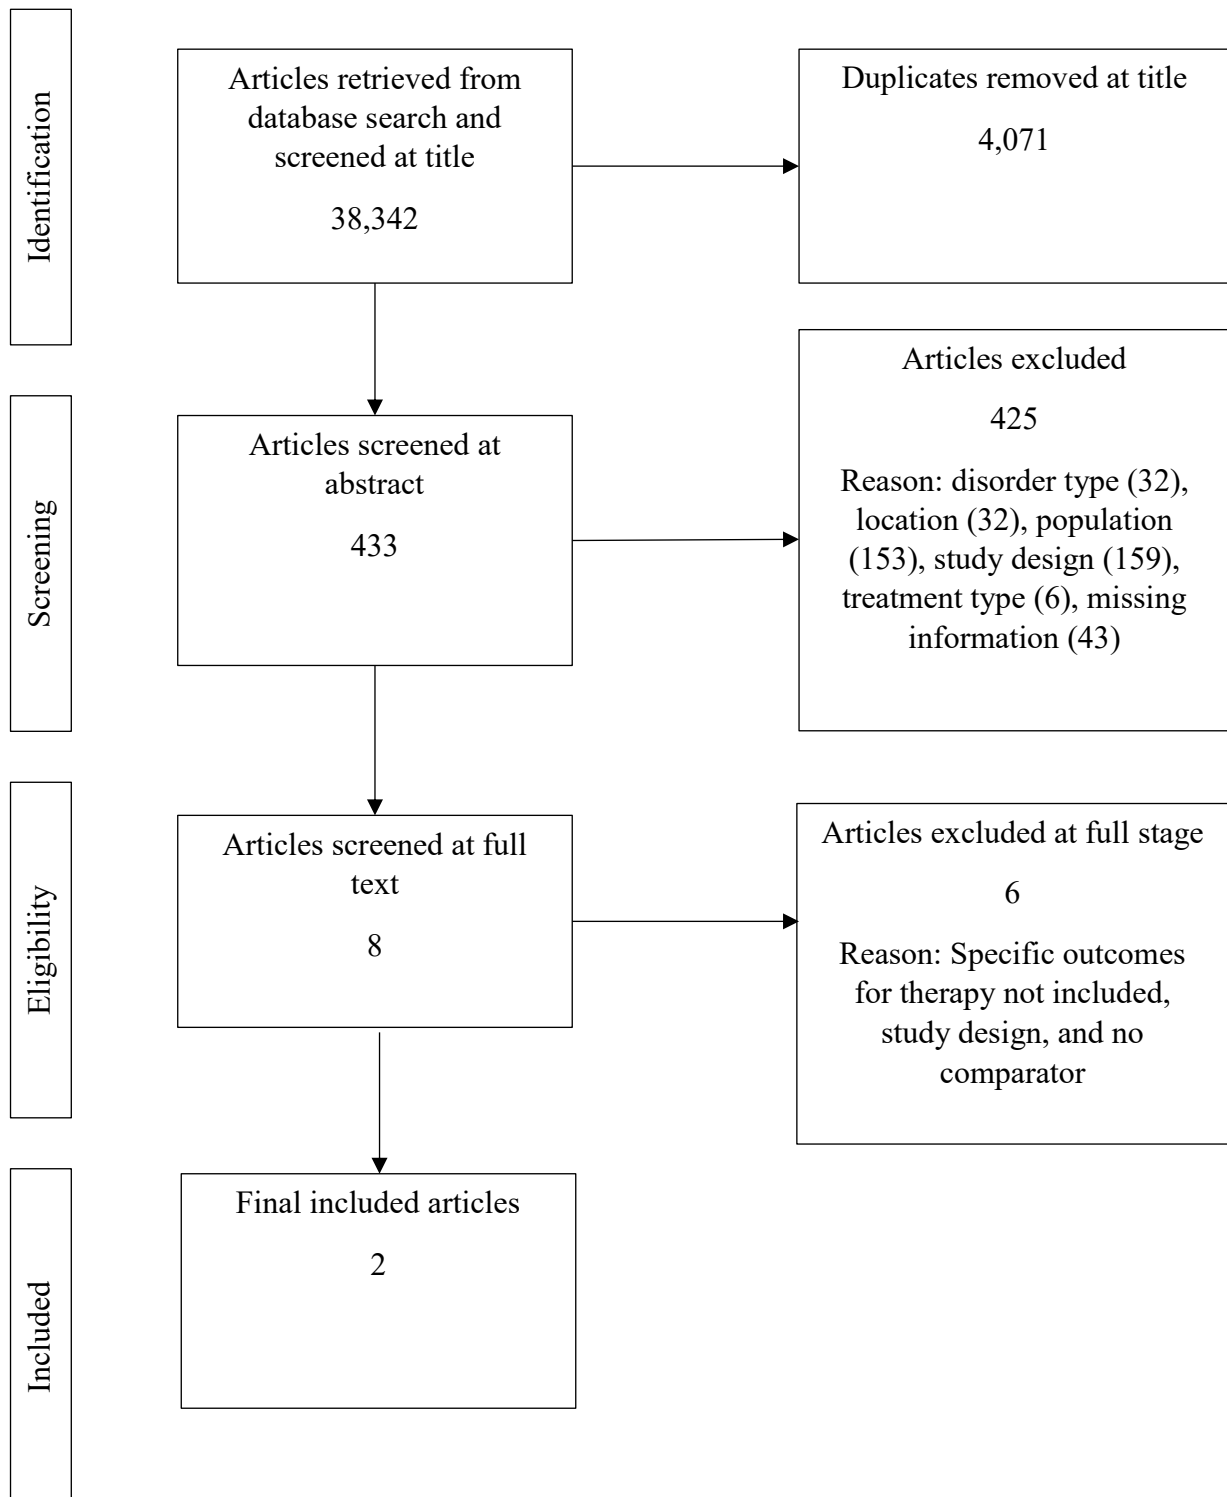 Identification
Articles retrieved from
database search and
screened at title
38,342
Duplicates removed at title
4,071
Screening
Articles screened at
abstract
433
Articles excluded
425
Reason: disorder type (32),
location (32), population
(153), study design (159),
treatment type (6), missing
information (43)
Eligibility
Articles screened at full
text
8
Articles excluded at full stage
6
Reason: Specific outcomes
for therapy not included,
study design, and no
comparator
Included
Final included articles
2